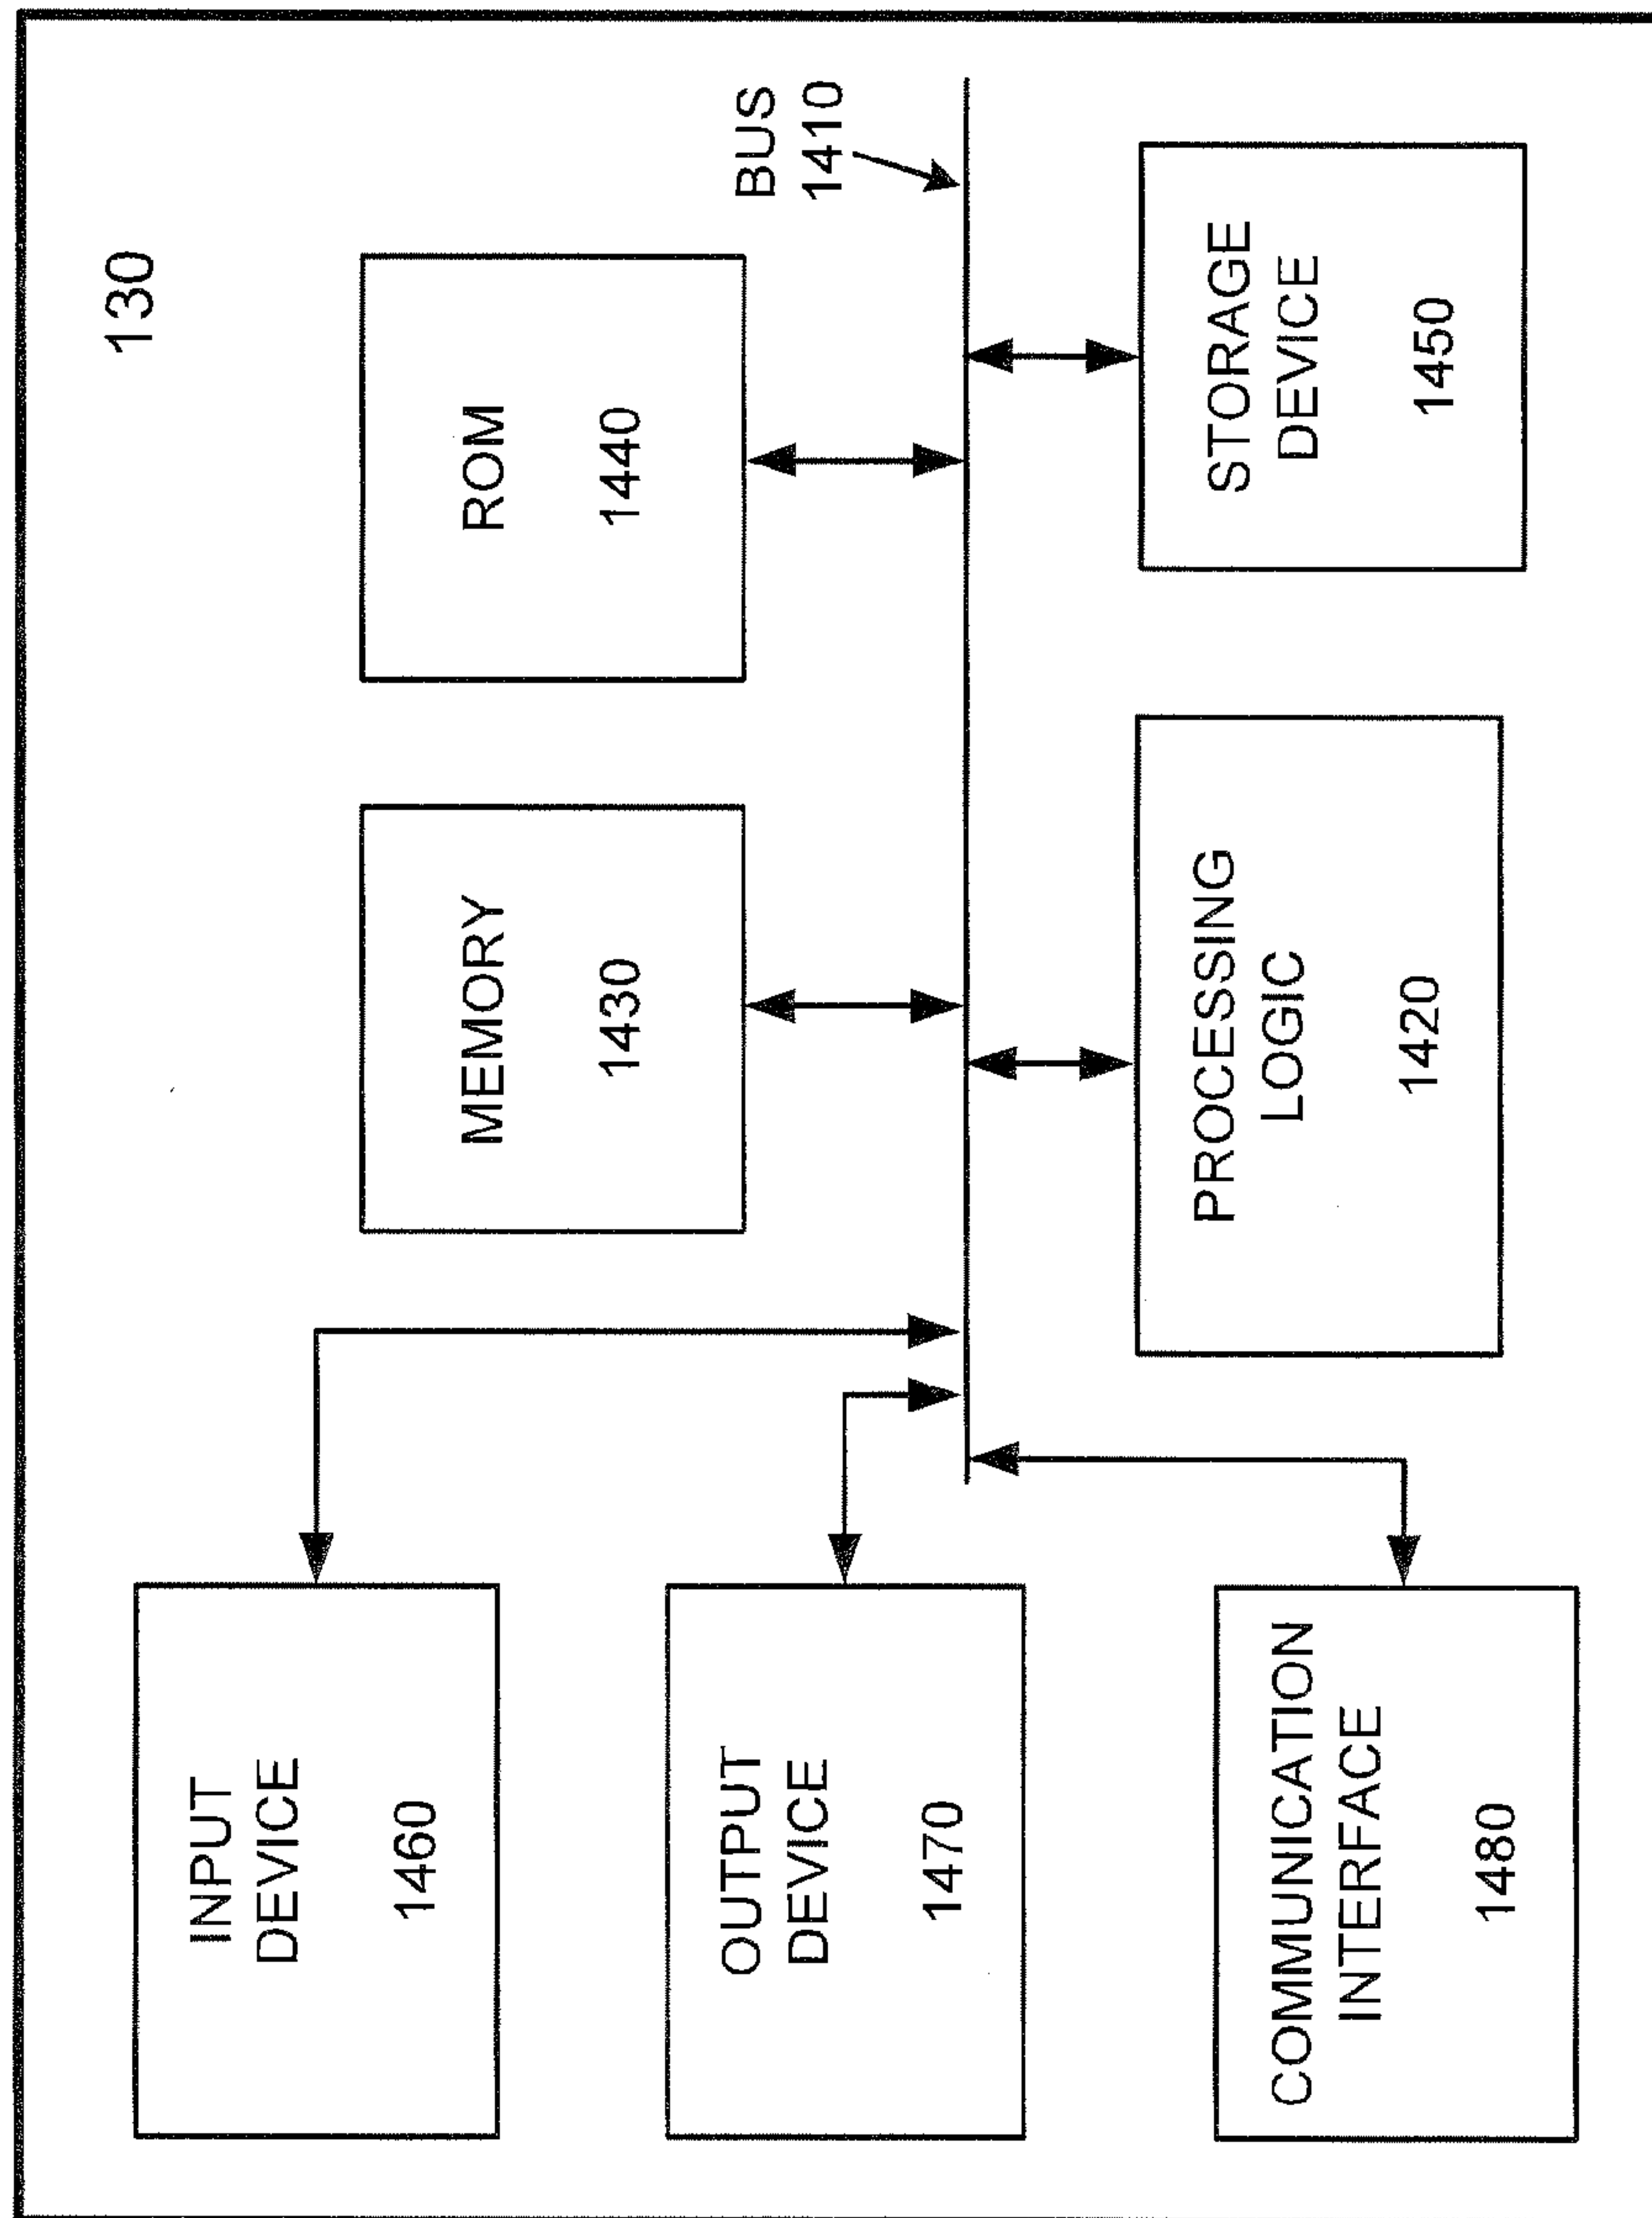 130
INPUT
DEVICE
1460
MEMORY
1430
ROM
1440
OUTPUT
DEVICE
1470
BUS
1410
COMMUNICATION
INTERFACE
1480
PROCESSING
LOGIC
1420
STORAGE
DEVICE
1450